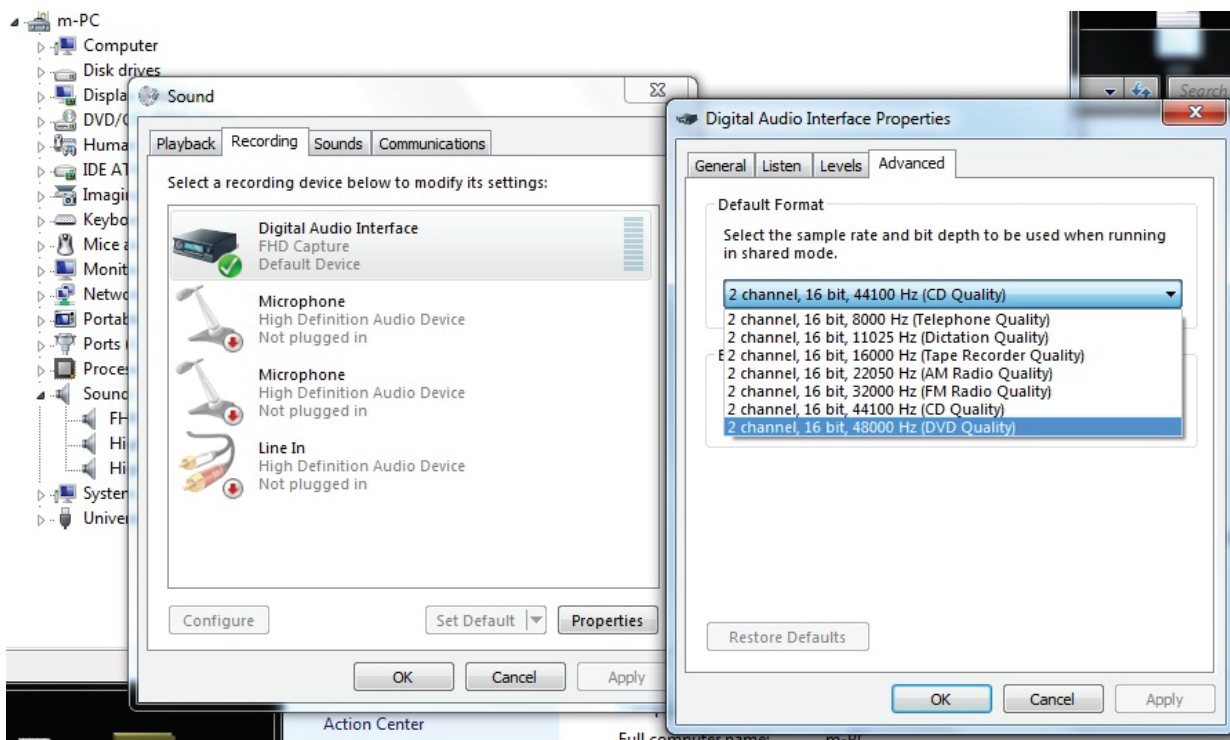 m-PC
Computer
Disk drives
Displa
DVD/
Huma
IDE AT
Imagi
Keybo
Mice a
Monit
Netwo
Portab
Ports (
Proces
Sound
FH
Hi
Hi
System
Univer
Sound
Playback Recording Sounds Communications
Select a recording device below to modify its settings:
Digital Audio Interface
FHD Capture
Default Device
Microphone
High Definition Audio Device
Not plugged in
Microphone
High Definition Audio Device
Not plugged in
Line In
High Definition Audio Device
Not plugged in
Configure Set Default Properties
OK Cancel Apply
Action Center
Full computer name: m-PC
Search
Digital Audio Interface Properties
General Listen Levels Advanced
Default Format
Select the sample rate and bit depth to be used when running
in shared mode.
2 channel, 16 bit, 44100 Hz (CD Quality)
2 channel, 16 bit, 8000 Hz (Telephone Quality)
2 channel, 16 bit, 11025 Hz (Dictation Quality)
2 channel, 16 bit, 16000 Hz (Tape Recorder Quality)
2 channel, 16 bit, 22050 Hz (AM Radio Quality)
2 channel, 16 bit, 32000 Hz (FM Radio Quality)
2 channel, 16 bit, 44100 Hz (CD Quality)
2 channel, 16 bit, 48000 Hz (DVD Quality)
Restore Defaults
OK Cancel Apply